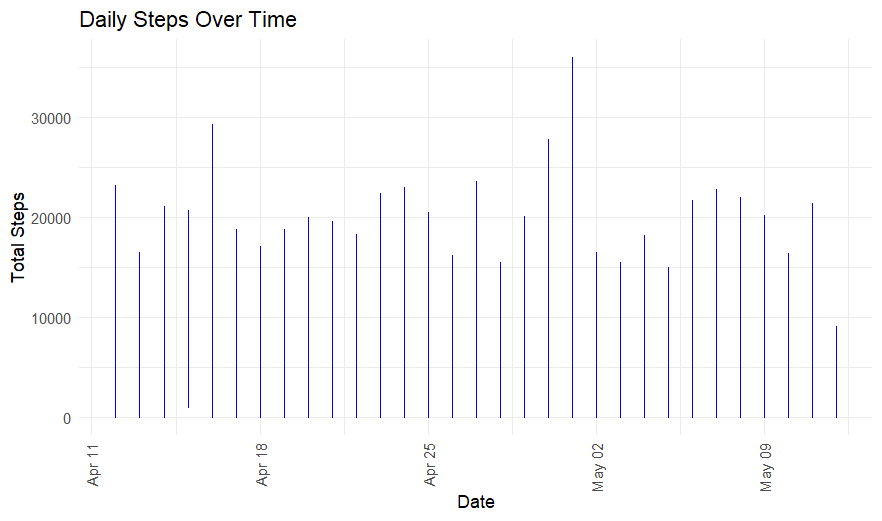 Daily Steps Over Time
Total Steps
30000
20000
10000
0
Apr 11
Apr 18
Apr 25
May 02
May 09
Date